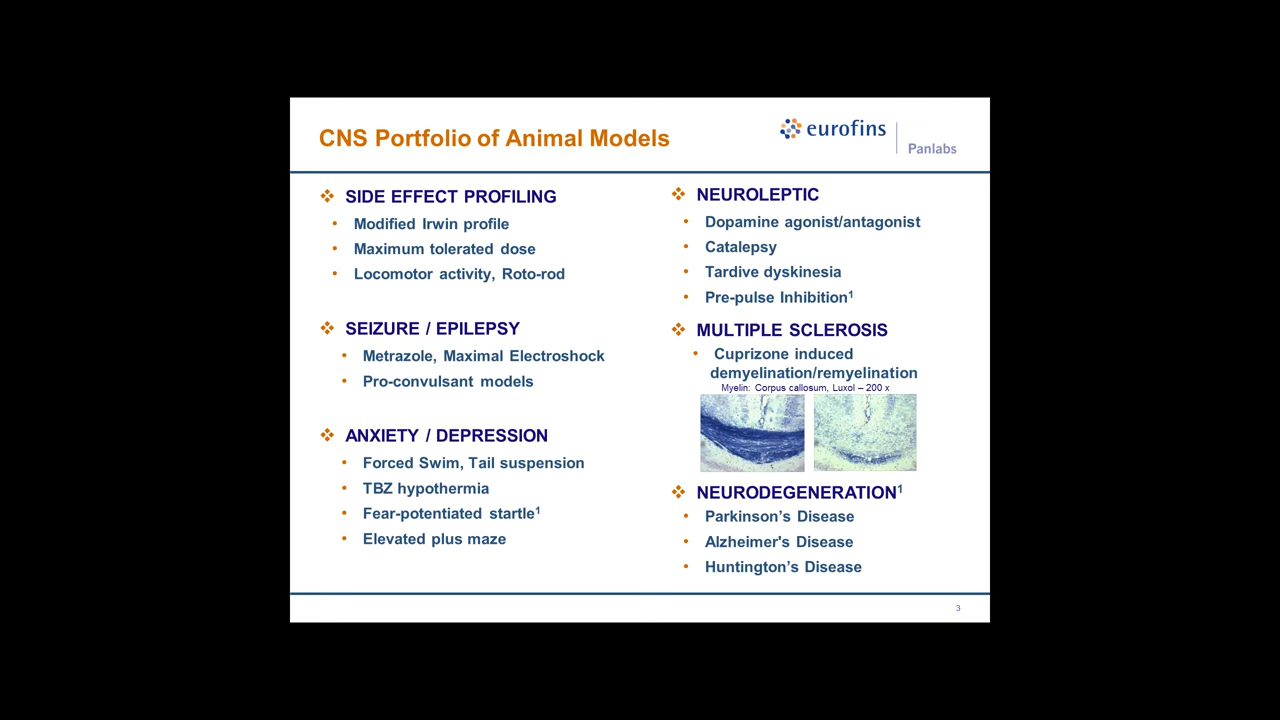 CNS Portfolio of Animal Models
eurofins
Panlabs
❖ SIDE EFFECT PROFILING
• Modified Irwin profile
• Maximum tolerated dose
• Locomotor activity, Roto-rod
❖ SEIZURE / EPILEPSY
• Metrazole, Maximal Electroshock
• Pro-convulsant models
❖ ANXIETY / DEPRESSION
• Forced Swim, Tail suspension
• TBZ hypothermia
• Fear-potentiated startle¹
• Elevated plus maze
❖ NEUROLEPTIC
• Dopamine agonist/antagonist
• Catalepsy
• Tardive dyskinesia
• Pre-pulse Inhibition¹
❖ MULTIPLE SCLEROSIS
• Cuprizone induced
demyelination/remyelination
Myelin: Corpus callosum, Luxol – 200 x
❖ NEURODEGENERATION¹
• Parkinson’s Disease
• Alzheimer's Disease
• Huntington’s Disease
3